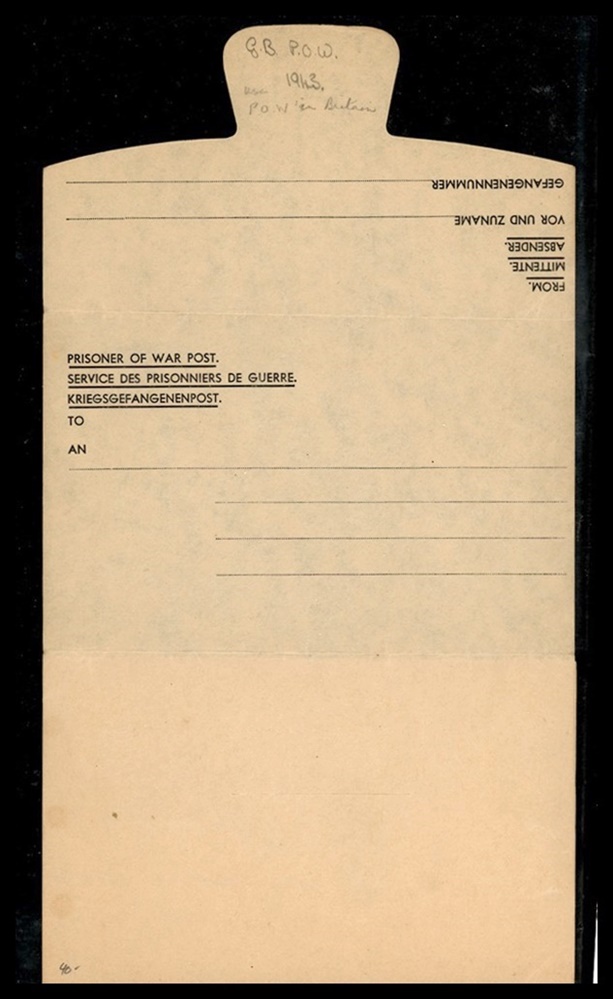 G.B. P.O.W.
use 1943.
P.O.W in Britain
GEFANGENENNUMMER
VOR UND ZUNAME
ABSENDER.
MITTENTE.
FROM.
PRISONER OF WAR POST.
SERVICE DES PRISONNIERS DE GUERRE.
KRIEGSGEFANGENENPOST.
TO
AN
40-